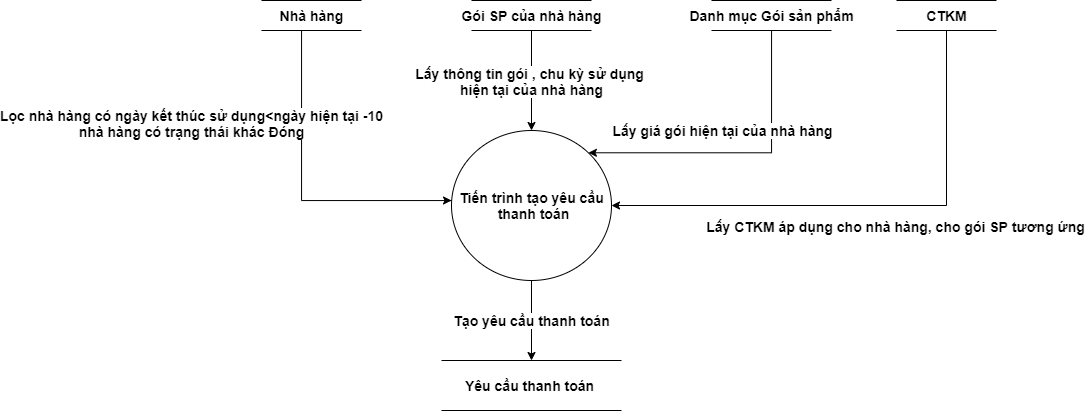 Nhà hàng
Gói SP của nhà hàng
Danh mục Gói sản phẩm
CTKM
Lấy thông tin gói , chu kỳ sử dụng
hiện tại của nhà hàng
Lọc nhà hàng có ngày kết thúc sử dụng<ngày hiện tại -10
nhà hàng có trạng thái khác Đóng
Lấy giá gói hiện tại của nhà hàng
Tiến trình tạo yêu cầu
thanh toán
Lấy CTKM áp dụng cho nhà hàng, cho gói SP tương ứng
Tạo yêu cầu thanh toán
Yêu cầu thanh toán